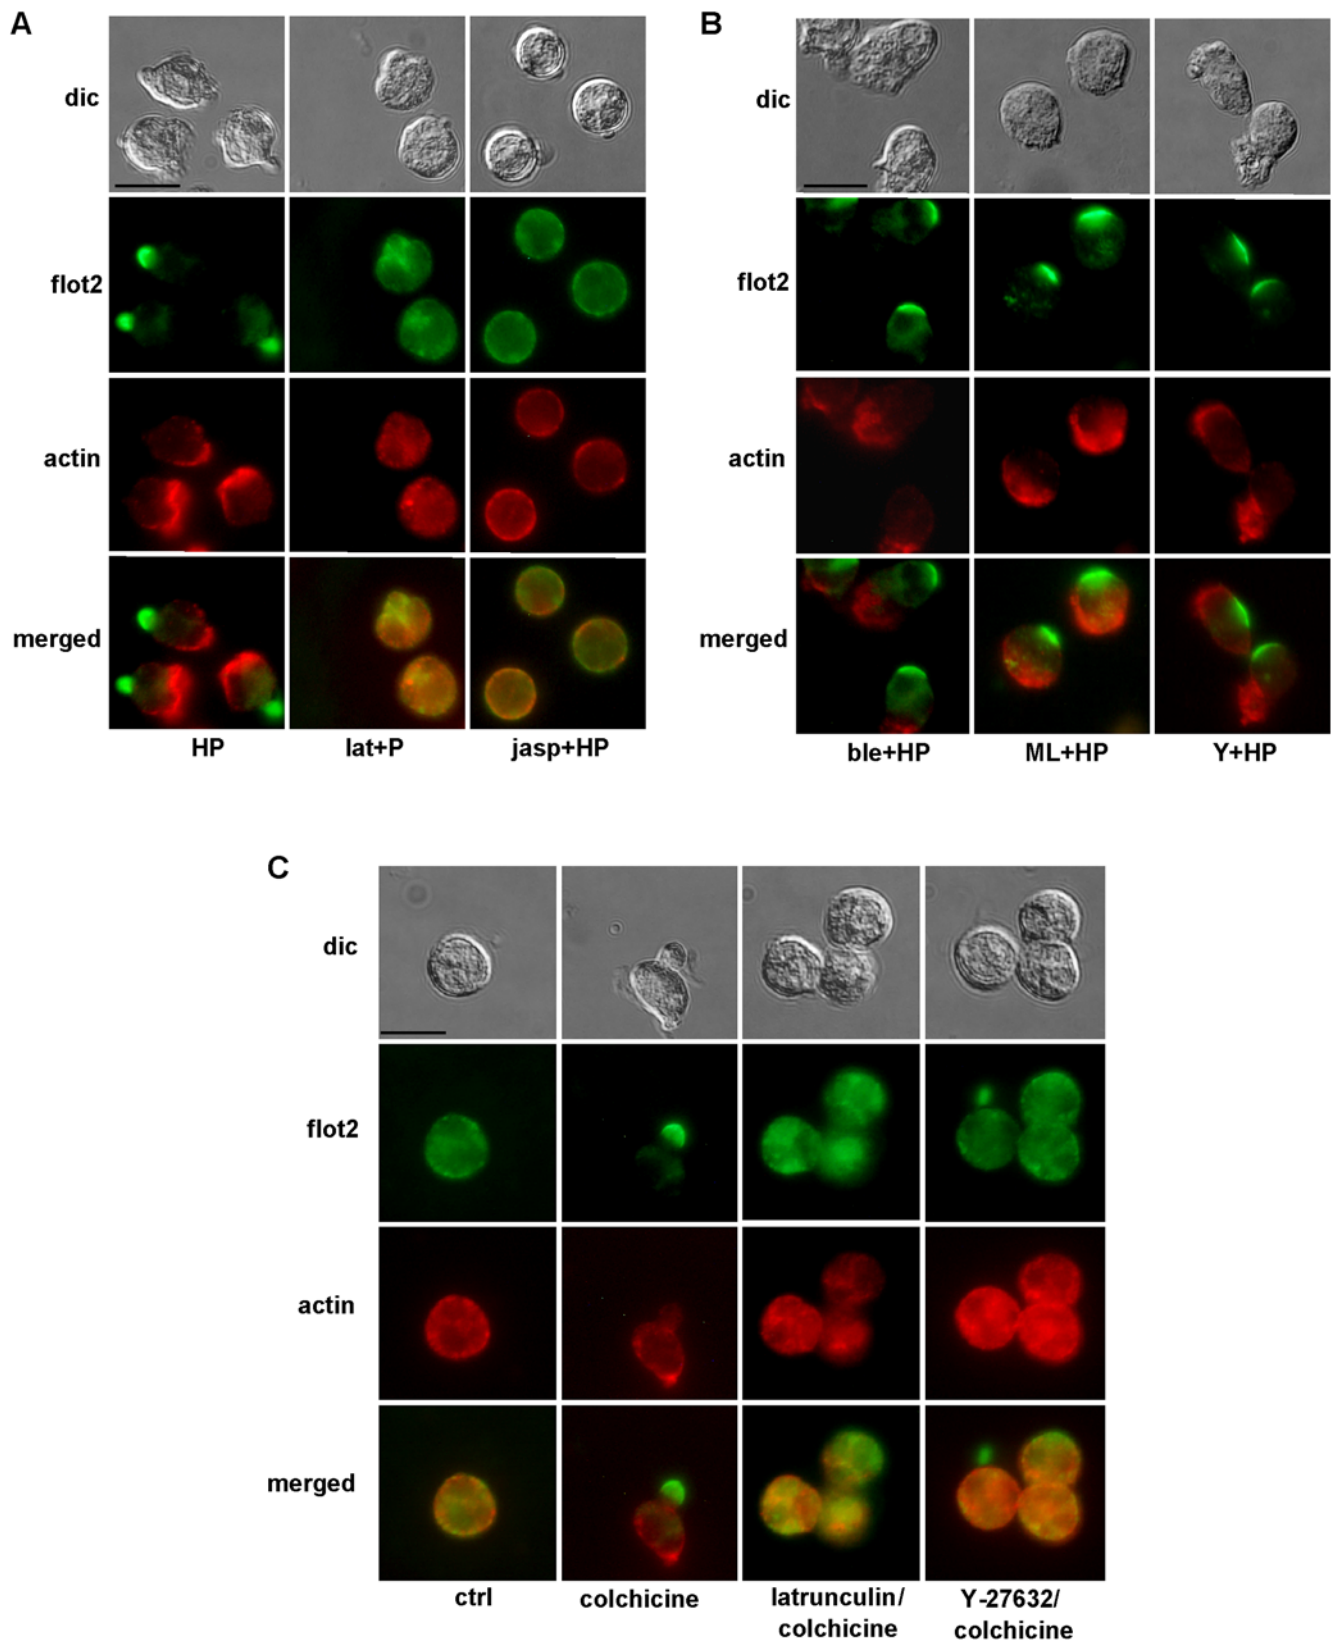 A
B
dic
dic
flot2
flot2
actin
actin
merged
merged
HP
lat+P
jasp+HP
ble+HP
ML+HP
Y+HP
C
dic
flot2
actin
merged
ctrl
colchicine
latrunculin/
colchicine
Y-27632/
colchicine